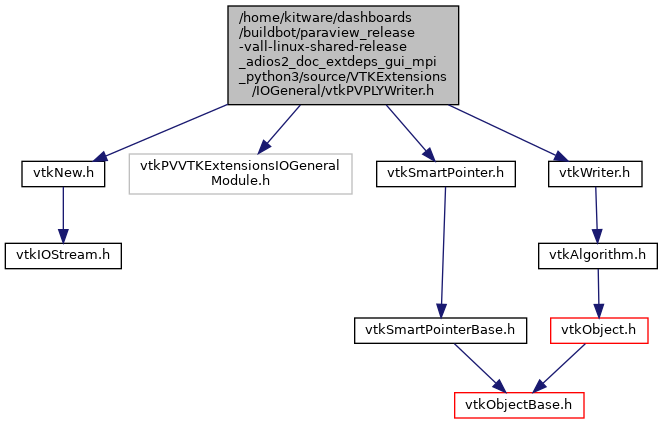 /home/kitware/dashboards
/buildbot/paraview_release
-vall-linux-shared-release
_adios2_doc_extdeps_gui_mpi
_python3/source/VTKExtensions
/IOGeneral/vtkPVPLYWriter.h
vtkNew.h
vtkPVVTKExtensionsIOGeneral
Module.h
vtkSmartPointer.h
vtkWriter.h
vtkIOStream.h
vtkAlgorithm.h
vtkSmartPointerBase.h
vtkObject.h
vtkObjectBase.h